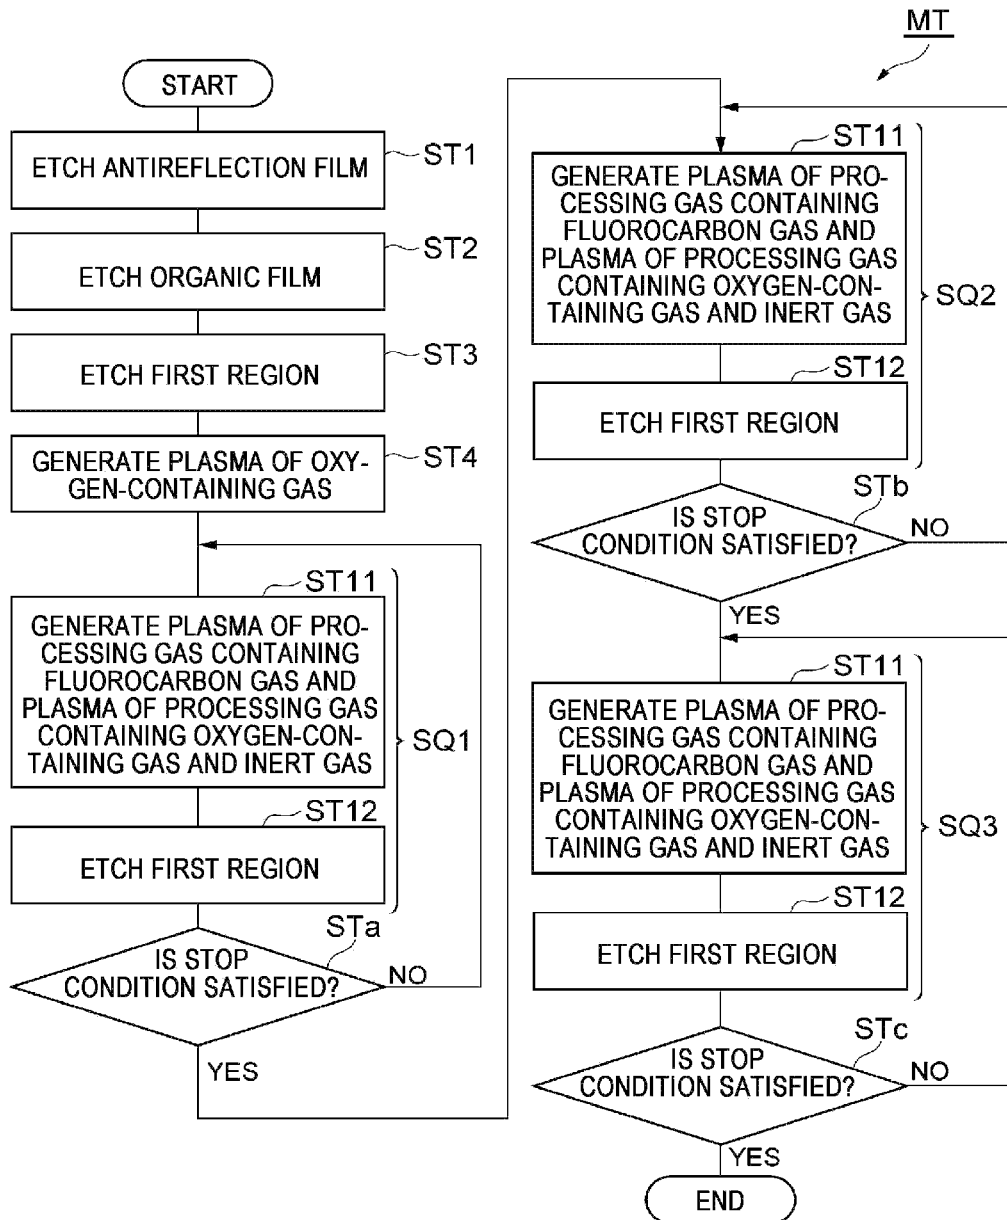 MT
START
ETCH ANTIREFLECTION FILM
ST1
ETCH ORGANIC FILM
ST2
ETCH FIRST REGION
ST3
GENERATE PLASMA OF OXY-
GEN-CONTAINING GAS
ST4
ST11
GENERATE PLASMA OF PRO-
CESSING GAS CONTAINING
FLUOROCARBON GAS AND
PLASMA OF PROCESSING GAS
CONTAINING OXYGEN-CON-
TAINING GAS AND INERT GAS
SQ1
ST12
ETCH FIRST REGION
STa
IS STOP
CONDITION SATISFIED?
NO
YES
ST11
GENERATE PLASMA OF PRO-
CESSING GAS CONTAINING
FLUOROCARBON GAS AND
PLASMA OF PROCESSING GAS
CONTAINING OXYGEN-CON-
TAINING GAS AND INERT GAS
SQ2
ST12
ETCH FIRST REGION
STb
IS STOP
CONDITION SATISFIED?
NO
YES
ST11
GENERATE PLASMA OF PRO-
CESSING GAS CONTAINING
FLUOROCARBON GAS AND
PLASMA OF PROCESSING GAS
CONTAINING OXYGEN-CON-
TAINING GAS AND INERT GAS
SQ3
ST12
ETCH FIRST REGION
STc
IS STOP
CONDITION SATISFIED?
NO
YES
END